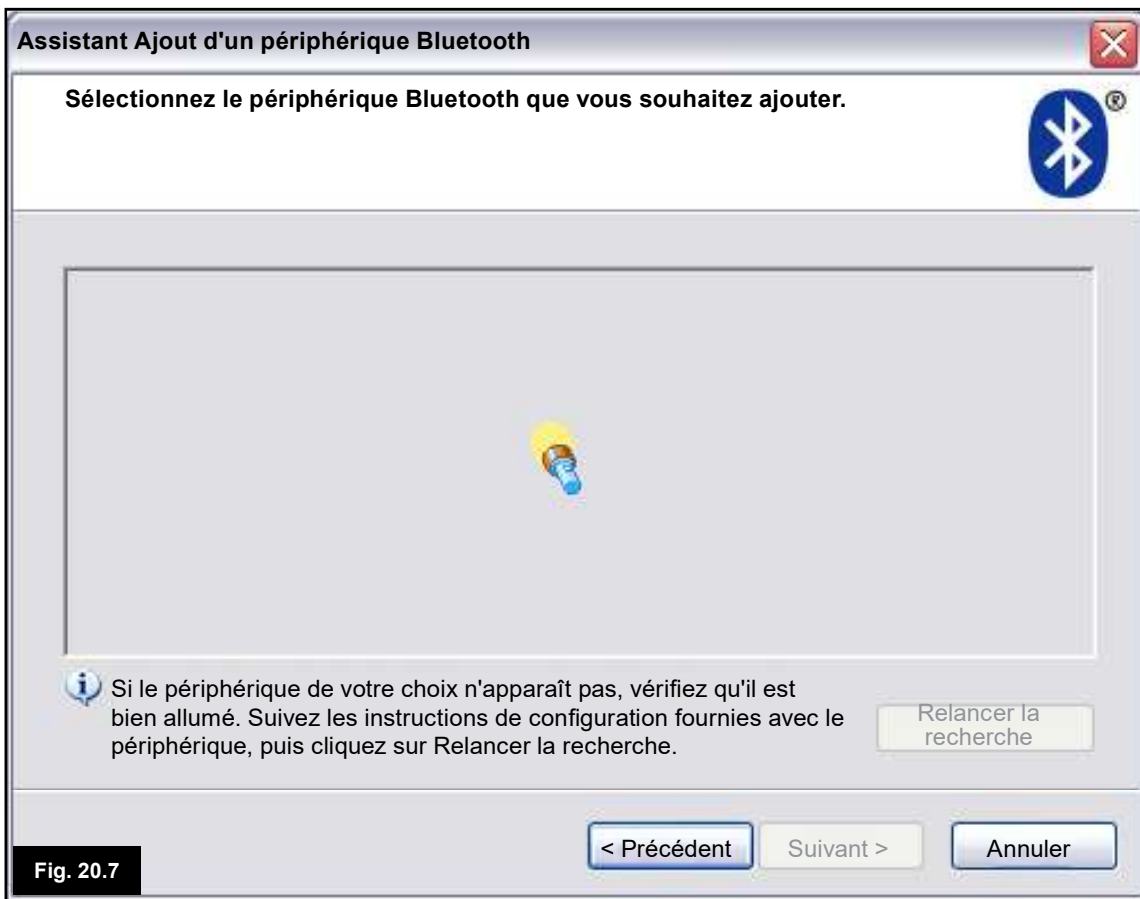 Assistant Ajout d'un périphérique Bluetooth
Sélectionnez le périphérique Bluetooth que vous souhaitez ajouter.
®
Si le périphérique de votre choix n'apparaît pas, vérifiez qu'il est
bien allumé. Suivez les instructions de configuration fournies avec le
périphérique, puis cliquez sur Relancer la recherche.
Relancer la
recherche
< Précédent
Suivant >
Annuler
Fig. 20.7